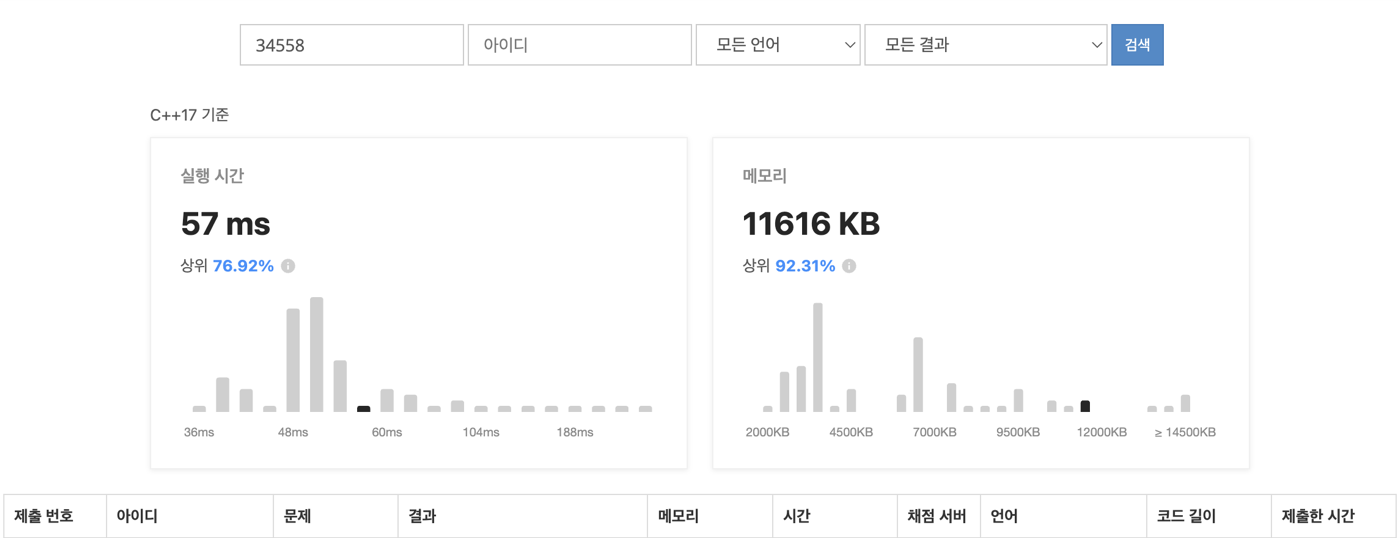 34558 아이디 모든 언어 모든 결과 검색
C++17 기준
실행 시간
57 ms
상위 76.92%
36ms 48ms 60ms 104ms 188ms
메모리
11616 KB
상위 92.31%
2000KB 4500KB 7000KB 9500KB 12000KB ≥ 14500KB
제출 번호 아이디 문제 결과 메모리 시간 채점 서버 언어 코드 길이 제출한 시간